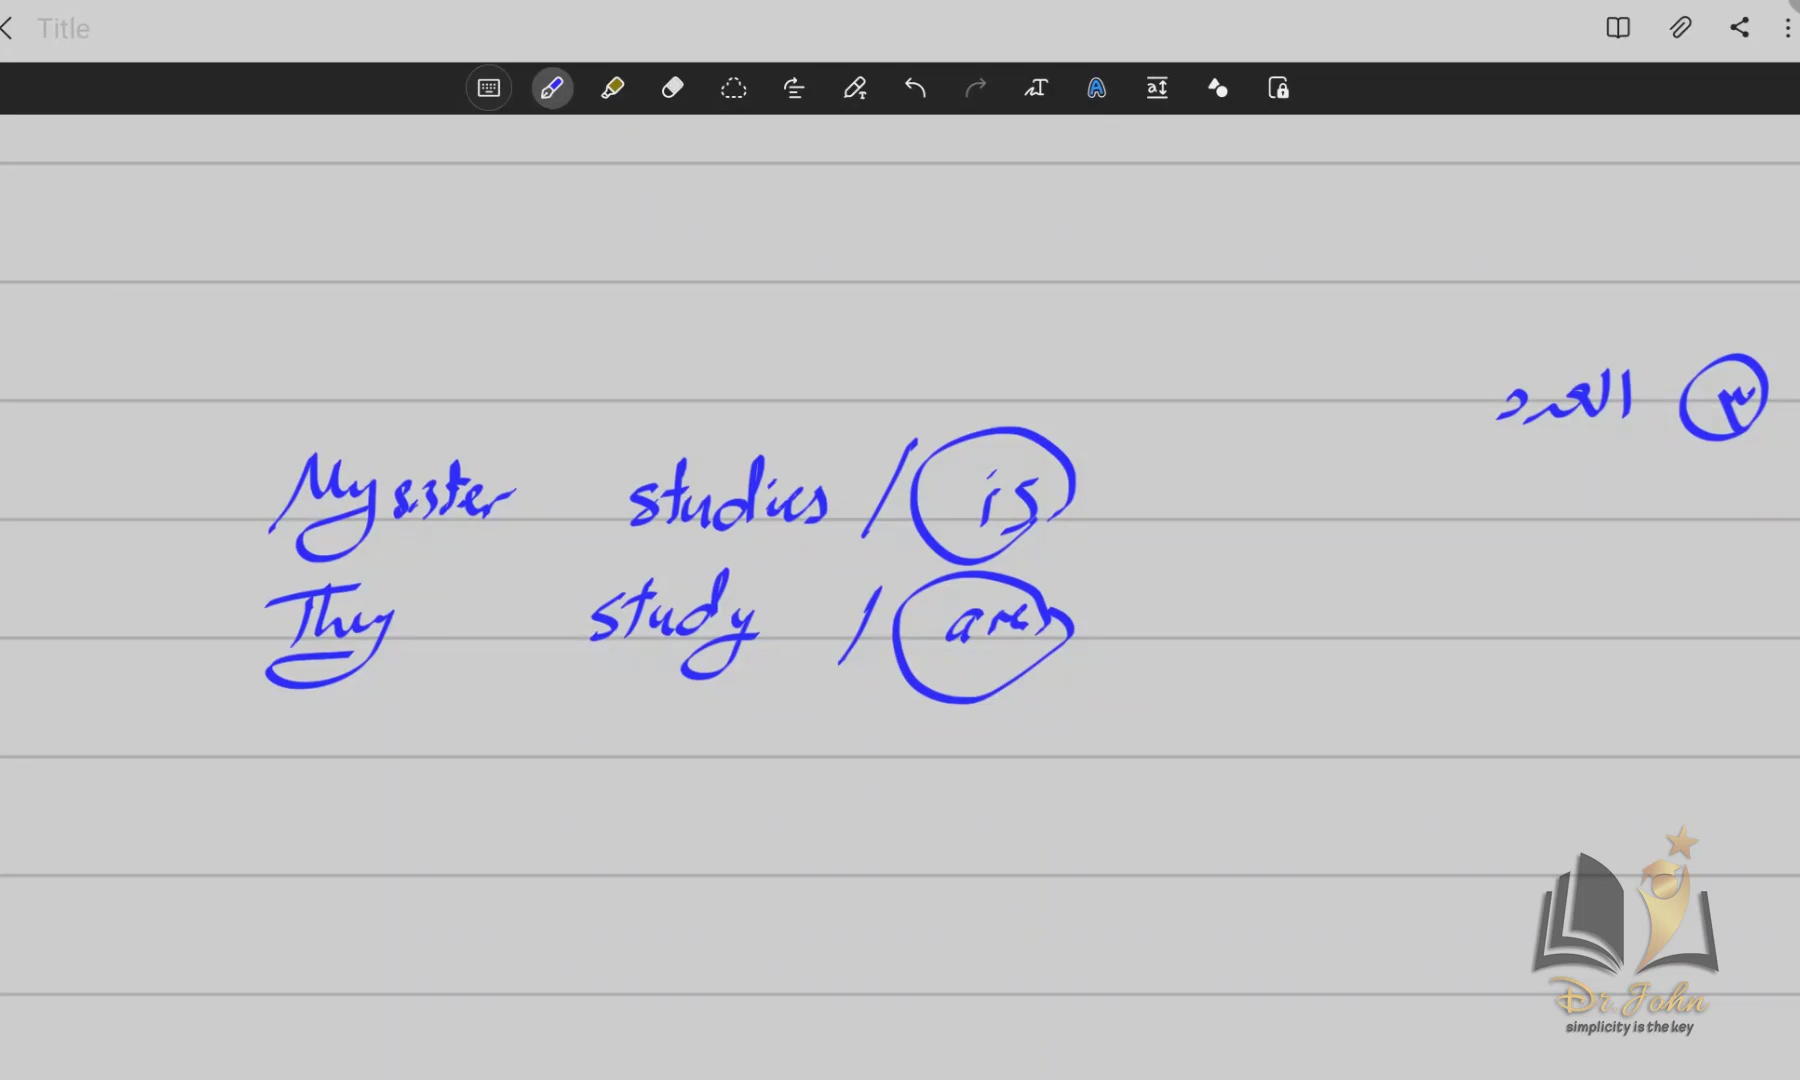 Title
٣ العدد
My sister studies / is
They study / are
Dr. John
simplicity is the key